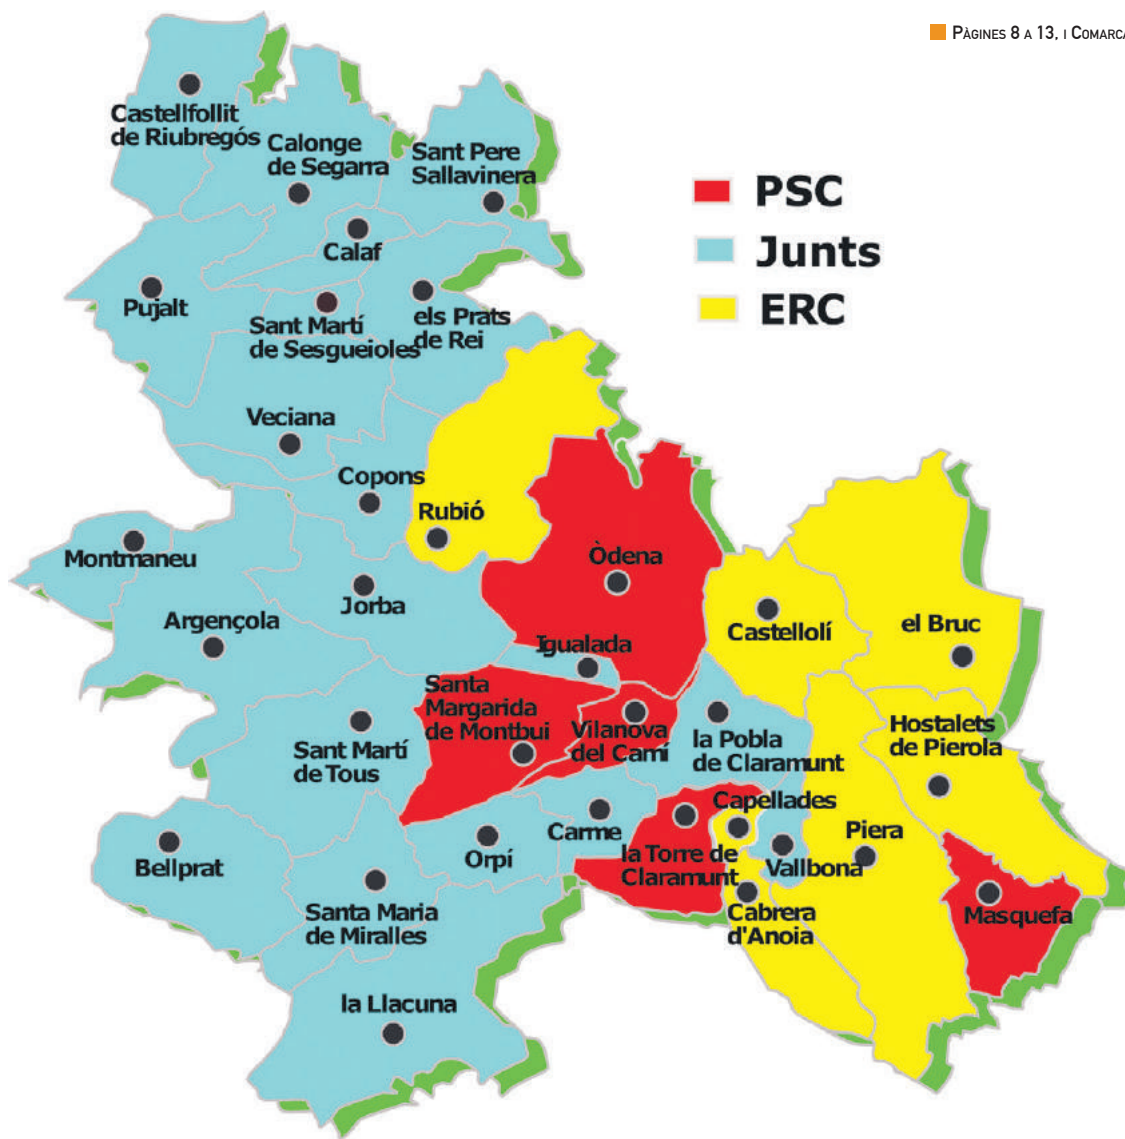 PÀGINES 8 A 13, I COMARCA
Castellfollit
de Riubregós
Calonge
de Segarra
Sant Pere
Sallavinera
PSC
Junts
ERC
Calaf
Pujalt
Sant Martí
de Sesgueioles
els Prats
de Rei
Veciana
Copons
Rubió
Montmaneu
Òdena
Jorba
Argençola
Castellolí
el Bruc
Igualada
Santa
Margarida
de Montbui
Vilanova
del Camí
la Pobla
de Claramunt
Hostalets
de Pierola
Sant Martí
de Tous
Capellades
Carme
Piera
Orpí
la Torre de
Claramunt
Vallbona
Bellprat
Santa Maria
de Miralles
Cabrera
d'Anoia
Masquefa
la Llacuna